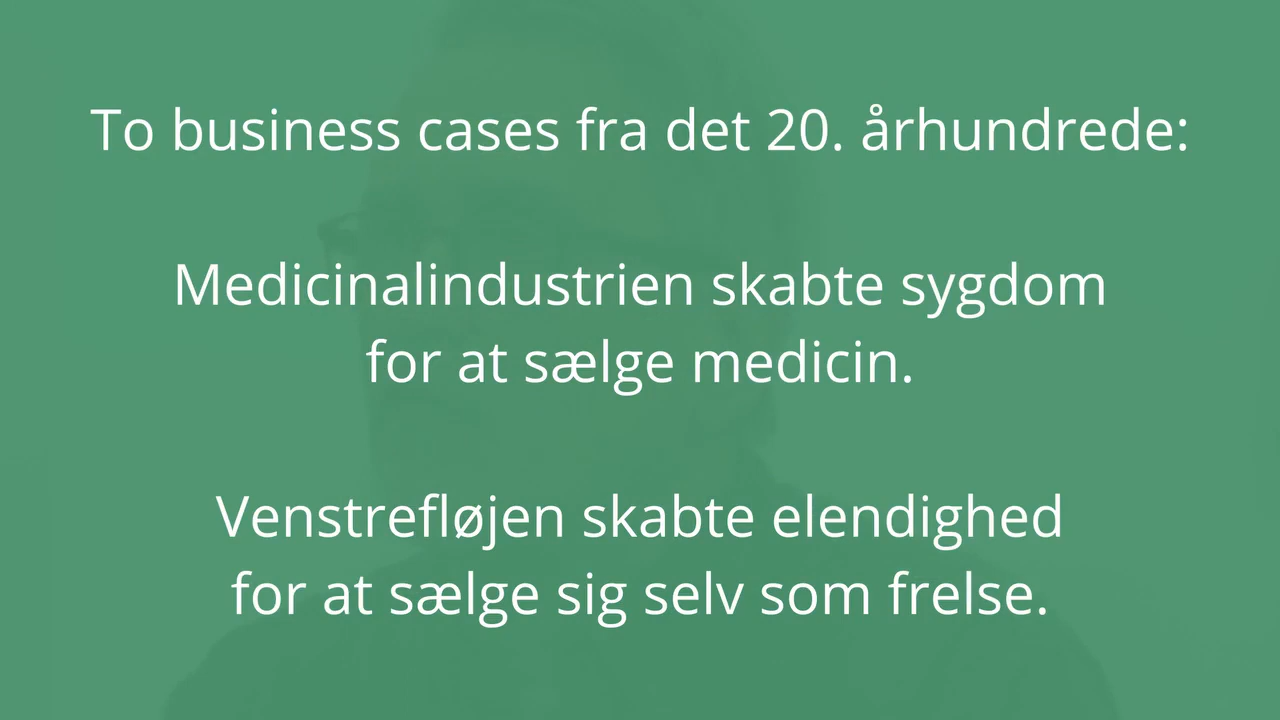 To business cases fra det 20. århundrede:
Medicinalindustrien skabte sygdom
for at sælge medicin.
Venstrefløjen skabte elendighed
for at sælge sig selv som frelse.